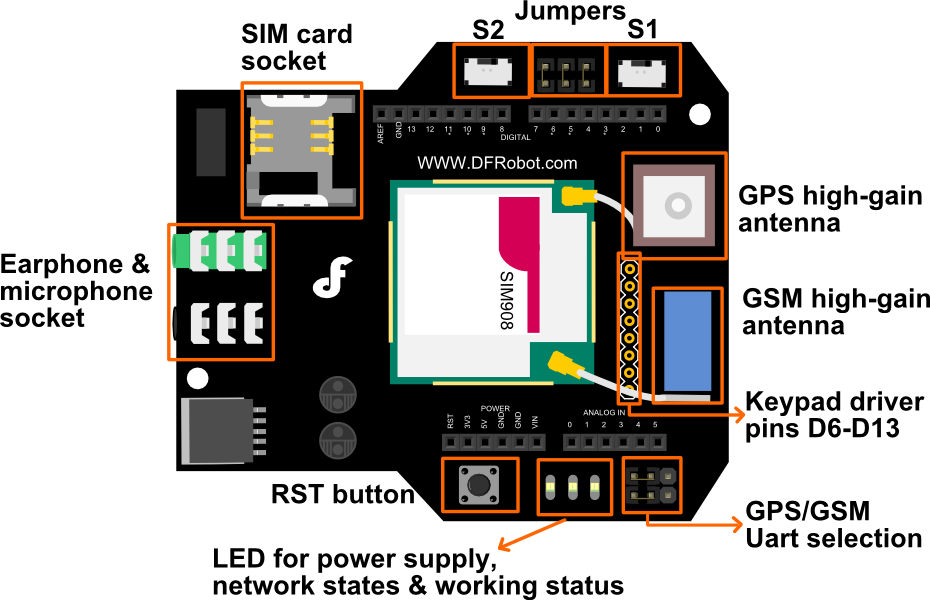 Jumpers
S2
S1
SIM card
socket
AREF
GND
13
12
11*
10*
9*
8
7
6*
5*
4
3*
2
1
0
DIGITAL
WWW.DFRobot.com
GPS high-gain
antenna
Earphone &
microphone
socket
SIM908
GSM high-gain
antenna
Keypad driver
pins D6-D13
POWER
RST
3V3
5V
GND
GND
VIN
ANALOG IN
0
1
2
3
4
5
RST button
GPS/GSM
Uart selection
LED for power supply,
network states & working status